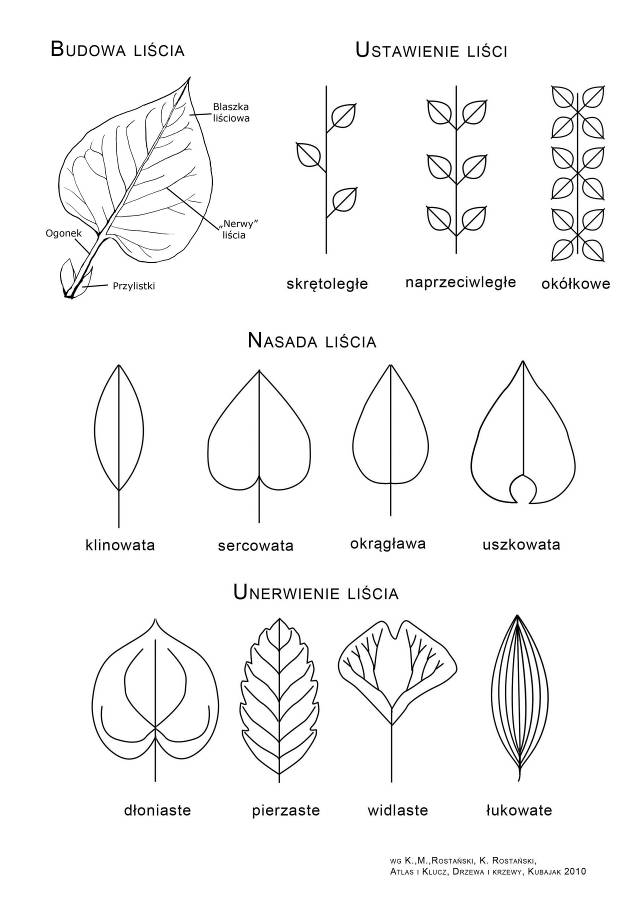 Budowa liścia
Ustawienie liści
Blaszka
liściowa
„Nerwy”
liścia
Ogonek
Przylistki
skrętoległe
naprzeciwległe
okółkowe
Nasada liścia
klinowata
sercowata
okrągława
uszkowata
Unerwienie liścia
dłoniaste
pierzaste
widlaste
łukowate
wg K.,M.,Rostański, K. Rostański,
Atlas i Klucz, Drzewa i krzewy, Kubajak 2010